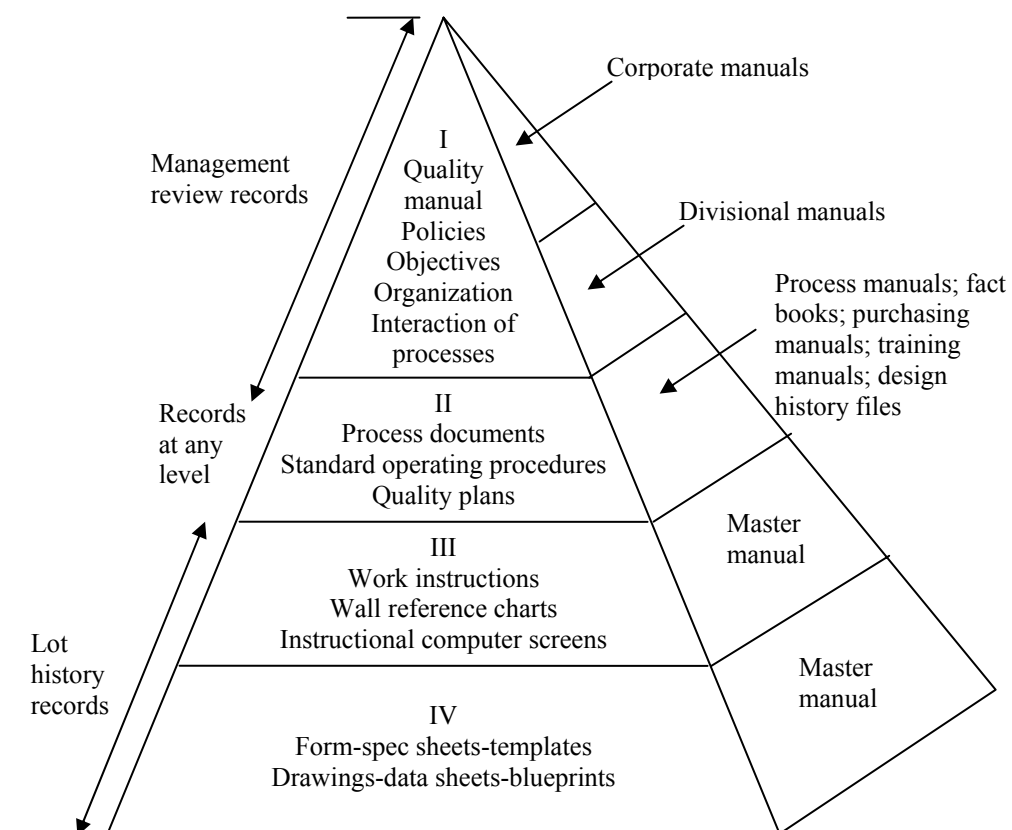 Corporate manuals
Management
review records
I
Quality
manual
Policies
Objectives
Organization
Interaction of
processes
Divisional manuals
Process manuals; fact
books; purchasing
manuals; training
manuals; design
history files
Records
at any
level
II
Process documents
Standard operating procedures
Quality plans
Master
manual
III
Work instructions
Wall reference charts
Instructional computer screens
Lot
history
records
Master
manual
IV
Form-spec sheets-templates
Drawings-data sheets-blueprints